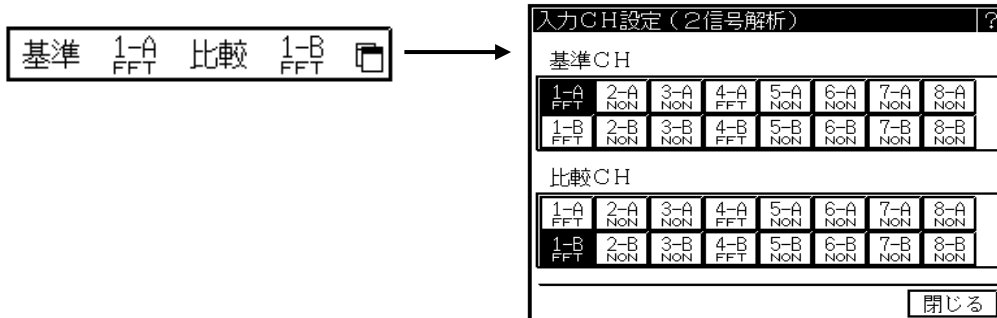 基準 1-A FFT 比較 1-B FFT
入力CH設定（2信号解析） ?
基準CH
1-A 2-A 3-A 4-A 5-A 6-A 7-A 8-A
FFT NON NON FFT NON NON NON NON
1-B 2-B 3-B 4-B 5-B 6-B 7-B 8-B
FFT NON NON FFT NON NON NON NON
比較CH
1-A 2-A 3-A 4-A 5-A 6-A 7-A 8-A
FFT NON NON FFT NON NON NON NON
1-B 2-B 3-B 4-B 5-B 6-B 7-B 8-B
FFT NON NON FFT NON NON NON NON
閉じる